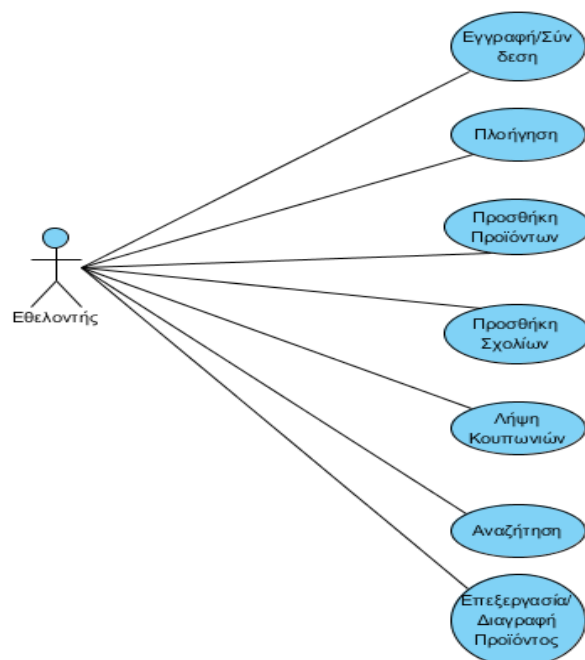 Εγγραφή/Σύν
δεση
Πλοήγηση
Προσθήκη
Προϊόντων
Εθελοντής
Προσθήκη
Σχολίων
Λήψη
Κουπωνιών
Αναζήτηση
Επεξεργασία/
Διαγραφή
Προϊόντος